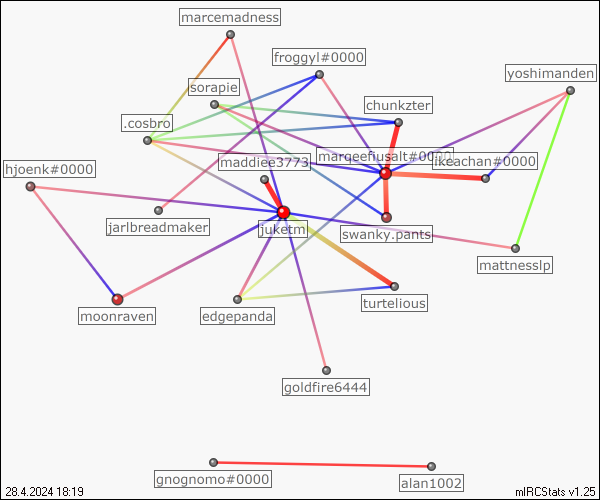 marcemadness
froggyl#0000
yoshimanden
sorapie
chunkzter
.cosbro
marqeefiusalt#0000
ikeachan#0000
maddiee3773
hjoenk#0000
jarlbreadmaker
juketm
swanky.pants
mattnesslp
turtelious
moonraven
edgepanda
goldfire6444
gnognomo#0000
alan1002
28.4.2024 18:19
mIRCStats v1.25